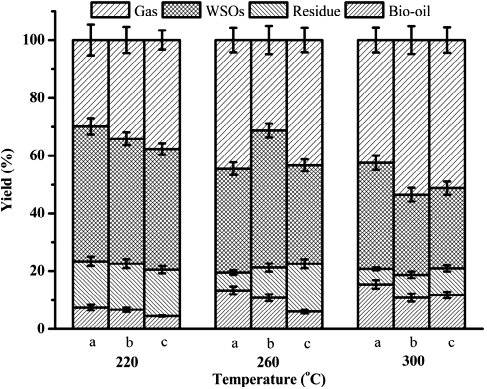 Gas WSOs Residue Bio-oil
100
80
60
40
20
0
Yield (%)
a b c a b c a b c
220 260 300
Temperature (°C)